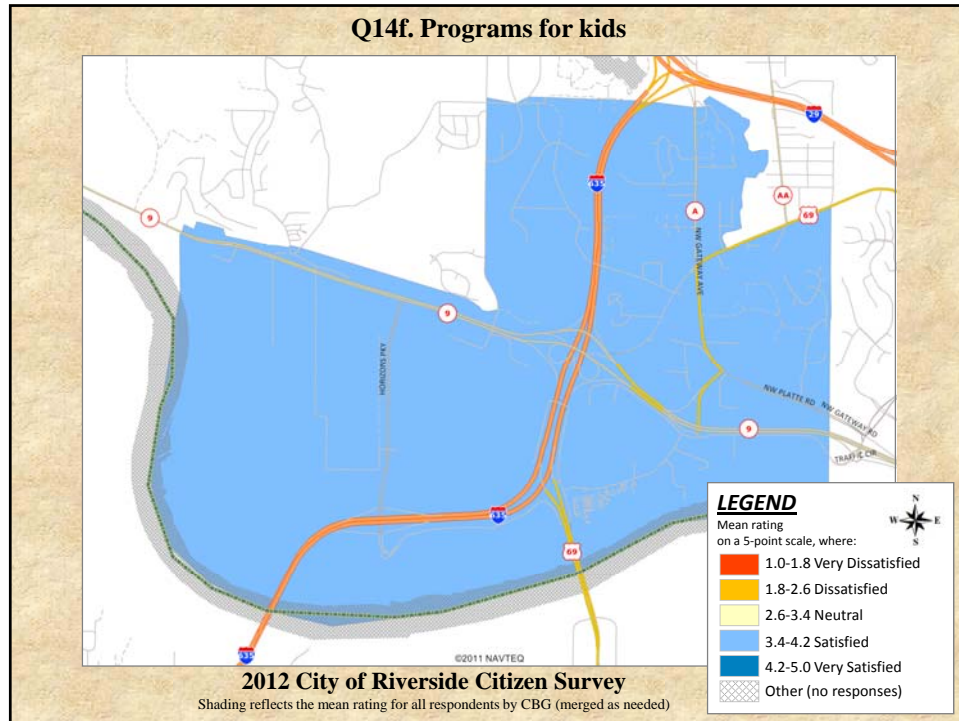 Q14f. Programs for kids
29
635
9
A
AA
69
NW GATEWAY AVE
9
HORIZONS PKY
NW PLATTE RD
NW GATEWAY RD
9
TRAFFIC CIR
635
69
635
©2011 NAVTEQ
LEGEND
N
W E
S
Mean rating
on a 5-point scale, where:
1.0-1.8 Very Dissatisfied
1.8-2.6 Dissatisfied
2.6-3.4 Neutral
3.4-4.2 Satisfied
4.2-5.0 Very Satisfied
Other (no responses)
2012 City of Riverside Citizen Survey
Shading reflects the mean rating for all respondents by CBG (merged as needed)